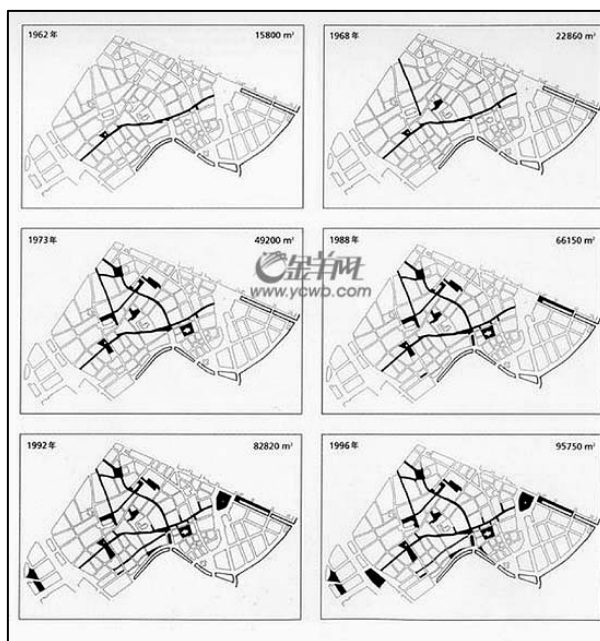 1962年 15800 m²
1968年 22860 m²
1973年 49200 m²
1988年 66150 m²
金羊网
www.ycwb.com
1992年 82820 m²
1996年 95750 m²